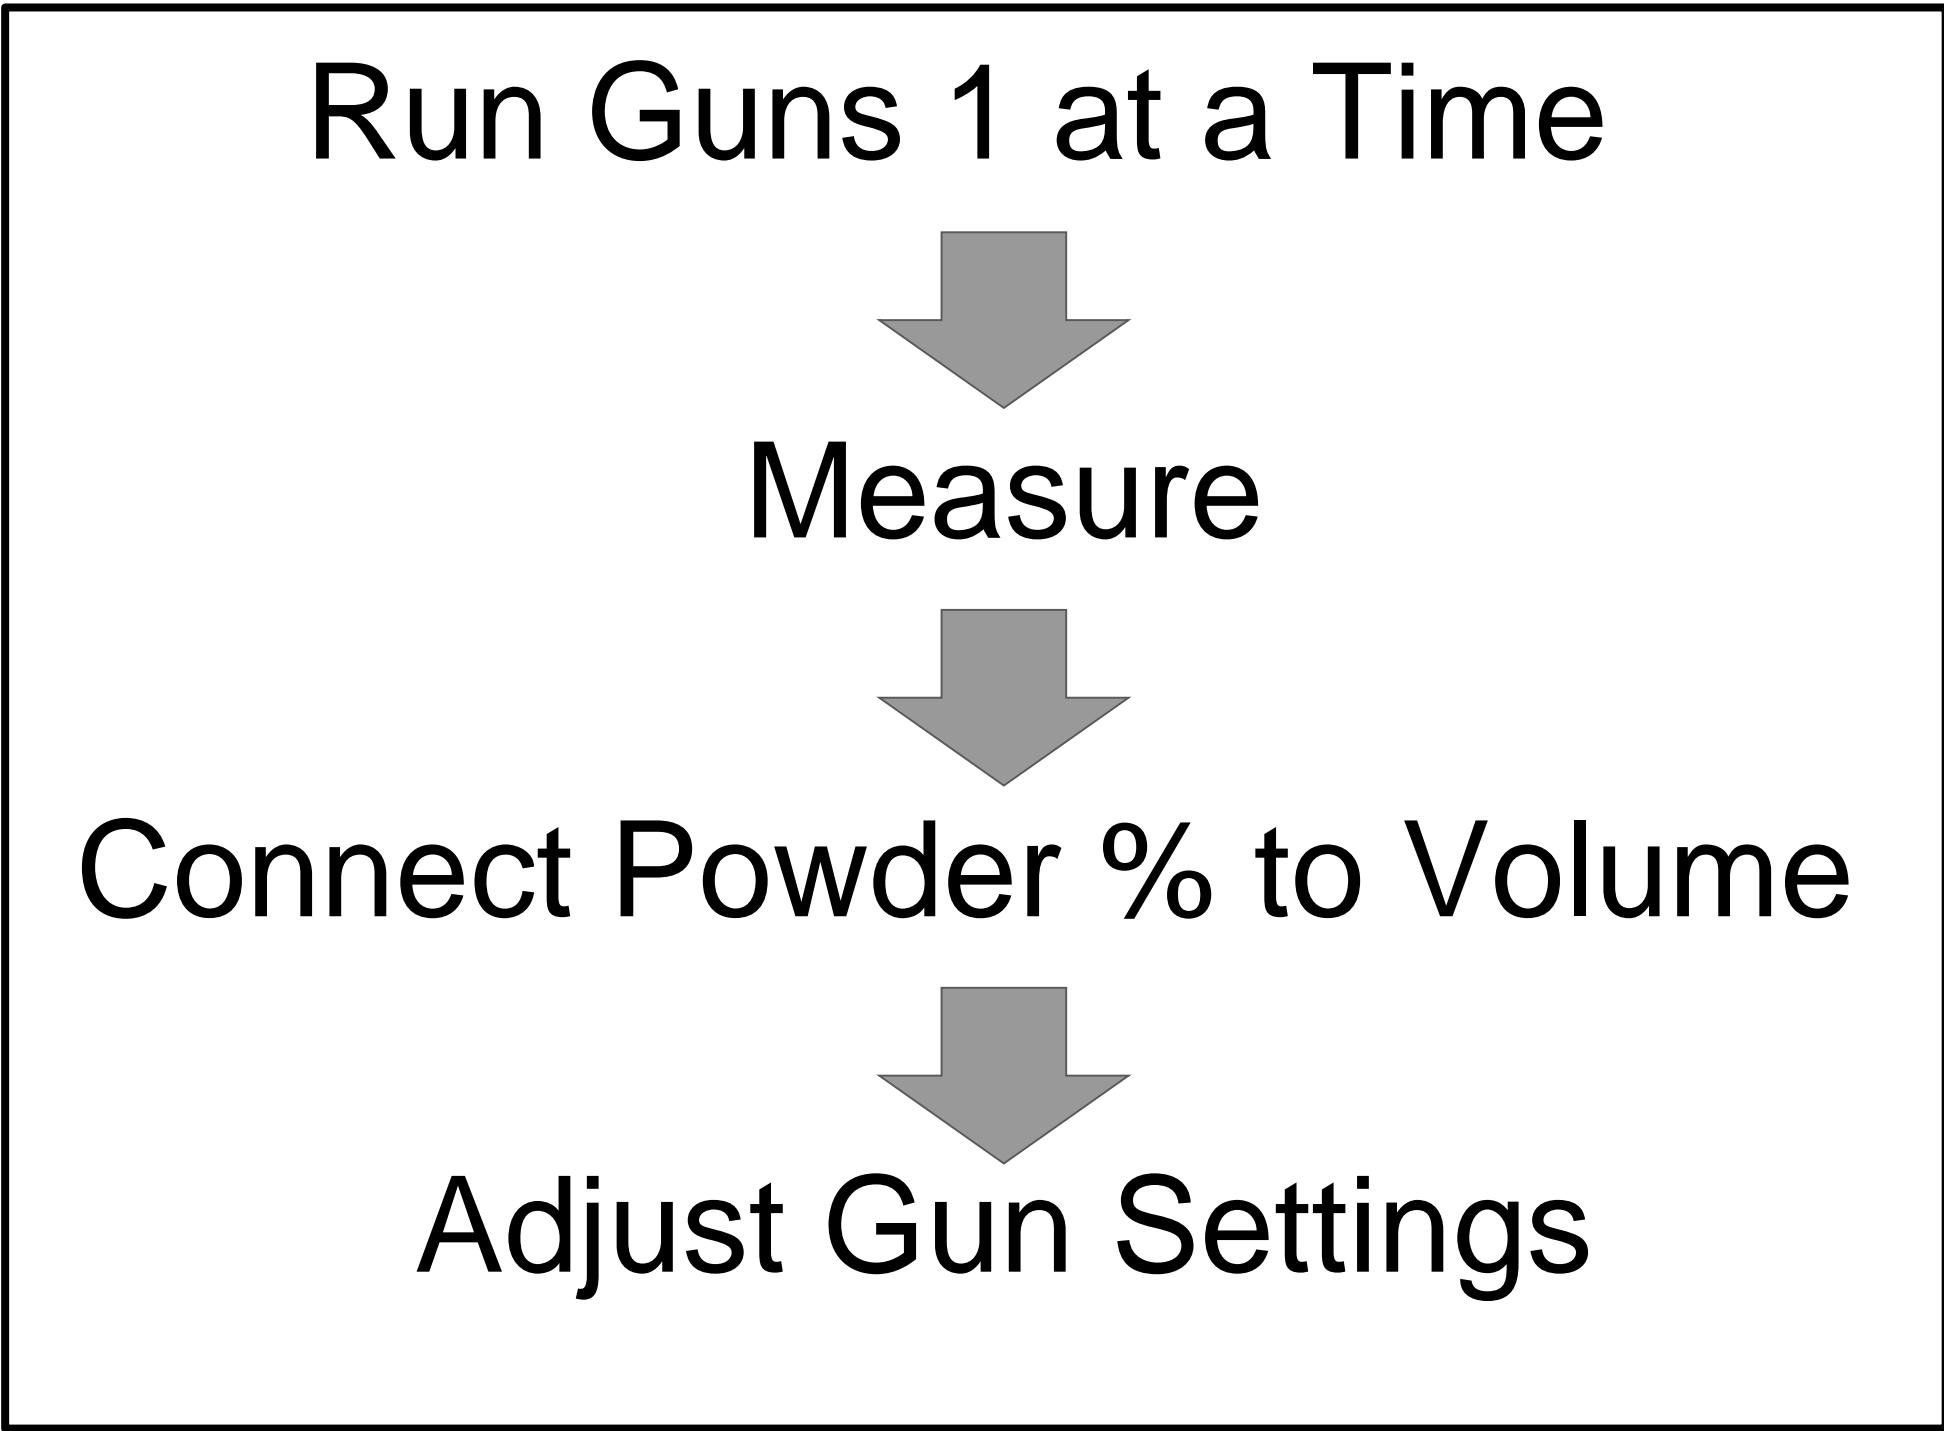 Run Guns 1 at a Time
Measure
Connect Powder % to Volume
Adjust Gun Settings